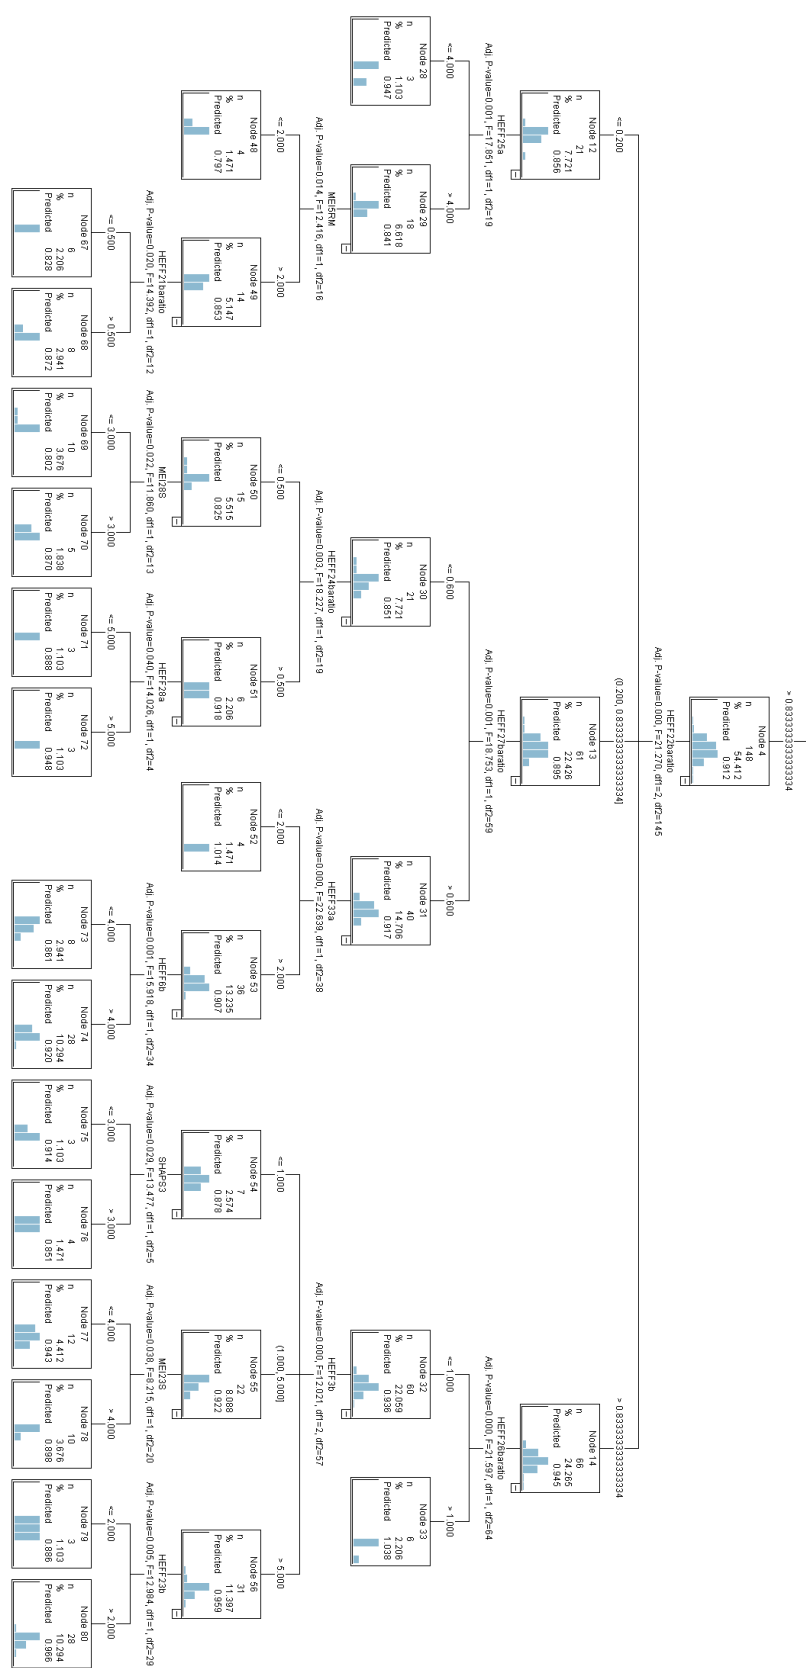 > 0.8333333333333334
Node 4
n 148
% 54.412
Predicted 0.912
HEFF22baratio
Adj. P-value=0.000, F=21.270, df1=2, df2=145
<= 0.200
(0.200, 0.8333333333333334]
> 0.8333333333333334
Node 12
n 21
% 7.721
Predicted 0.856
Node 13
n 61
% 22.426
Predicted 0.895
Node 14
n 66
% 24.265
Predicted 0.945
HEFF25a
Adj. P-value=0.001, F=17.851, df1=1, df2=19
HEFF27baratio
Adj. P-value=0.001, F=18.753, df1=1, df2=59
HEFF26baratio
Adj. P-value=0.000, F=21.597, df1=1, df2=64
<= 4.000
> 4.000
<= 0.600
> 0.600
<= 1.000
> 1.000
Node 28
n 3
% 1.103
Predicted 0.947
Node 29
n 18
% 6.618
Predicted 0.841
Node 30
n 21
% 7.721
Predicted 0.851
Node 31
n 40
% 14.706
Predicted 0.917
Node 32
n 60
% 22.059
Predicted 0.936
Node 33
n 6
% 2.206
Predicted 1.038
MEI5RM
Adj. P-value=0.014, F=12.416, df1=1, df2=16
HEFF24baratio
Adj. P-value=0.003, F=18.227, df1=1, df2=19
HEFF33a
Adj. P-value=0.000, F=22.639, df1=1, df2=38
HEFF3b
Adj. P-value=0.000, F=12.021, df1=2, df2=57
<= 2.000
> 2.000
<= 0.500
> 0.500
<= 2.000
> 2.000
<= 1.000
(1.000, 5.000]
> 5.000
Node 48
n 4
% 1.471
Predicted 0.797
Node 49
n 14
% 5.147
Predicted 0.853
Node 50
n 15
% 5.515
Predicted 0.825
Node 51
n 6
% 2.206
Predicted 0.918
Node 52
n 4
% 1.471
Predicted 1.014
Node 53
n 36
% 13.235
Predicted 0.907
Node 54
n 7
% 2.574
Predicted 0.878
Node 55
n 22
% 8.088
Predicted 0.922
Node 56
n 31
% 11.397
Predicted 0.959
HEFF21baratio
Adj. P-value=0.020, F=14.392, df1=1, df2=12
MEI28S
Adj. P-value=0.022, F=11.860, df1=1, df2=13
HEFF28a
Adj. P-value=0.040, F=14.026, df1=1, df2=4
HEFF6b
Adj. P-value=0.001, F=15.918, df1=1, df2=34
SHAPS3
Adj. P-value=0.029, F=13.477, df1=1, df2=5
MEI23S
Adj. P-value=0.038, F=8.215, df1=1, df2=20
HEFF23b
Adj. P-value=0.005, F=12.984, df1=1, df2=29
<= 0.500
> 0.500
<= 3.000
> 3.000
<= 5.000
> 5.000
<= 4.000
> 4.000
<= 3.000
> 3.000
<= 4.000
> 4.000
<= 2.000
> 2.000
Node 67
n 6
% 2.206
Predicted 0.828
Node 68
n 8
% 2.941
Predicted 0.872
Node 69
n 10
% 3.676
Predicted 0.802
Node 70
n 5
% 1.838
Predicted 0.870
Node 71
n 3
% 1.103
Predicted 0.888
Node 72
n 3
% 1.103
Predicted 0.948
Node 73
n 8
% 2.941
Predicted 0.861
Node 74
n 28
% 10.294
Predicted 0.920
Node 75
n 3
% 1.103
Predicted 0.914
Node 76
n 4
% 1.471
Predicted 0.851
Node 77
n 12
% 4.412
Predicted 0.943
Node 78
n 10
% 3.676
Predicted 0.898
Node 79
n 3
% 1.103
Predicted 0.886
Node 80
n 28
% 10.294
Predicted 0.966